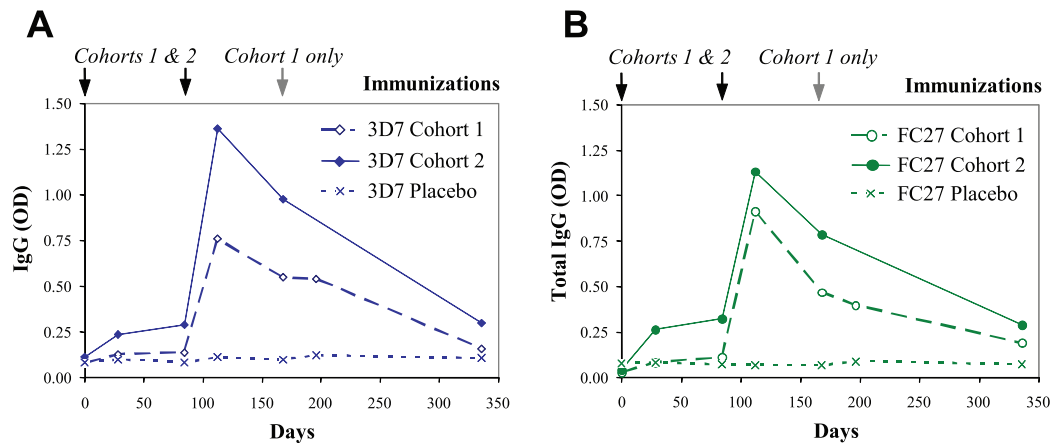 A
Cohorts 1 & 2
Cohort 1 only
Immunizations
3D7 Cohort 1
3D7 Cohort 2
3D7 Placebo
IgG (OD)
1.50
1.25
1.00
0.75
0.50
0.25
0.00
0 50 100 150 200 250 300 350
Days
B
Cohorts 1 & 2
Cohort 1 only
Immunizations
FC27 Cohort 1
FC27 Cohort 2
FC27 Placebo
Total IgG (OD)
1.50
1.25
1.00
0.75
0.50
0.25
0.00
0 50 100 150 200 250 300 350
Days